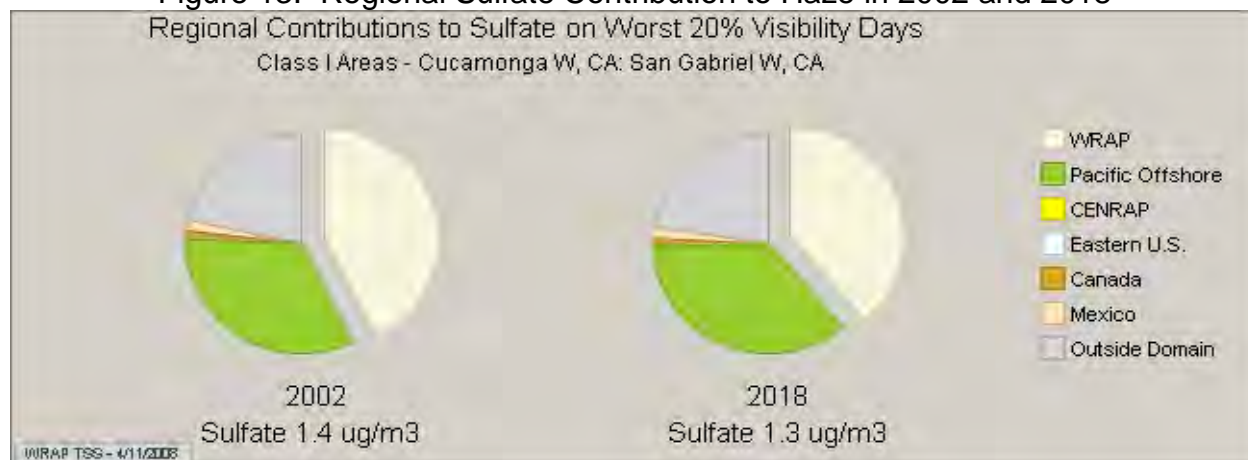 Regional Contributions to Sulfate on Worst 20% Visibility Days
Class I Areas - Cucamonga W, CA: San Gabriel W, CA
WRAP
Pacific Offshore
CENRAP
Eastern U.S.
Canada
Mexico
Outside Domain
2002
Sulfate 1.4 ug/m3
2018
Sulfate 1.3 ug/m3
WRAP TSS - 4/11/2008